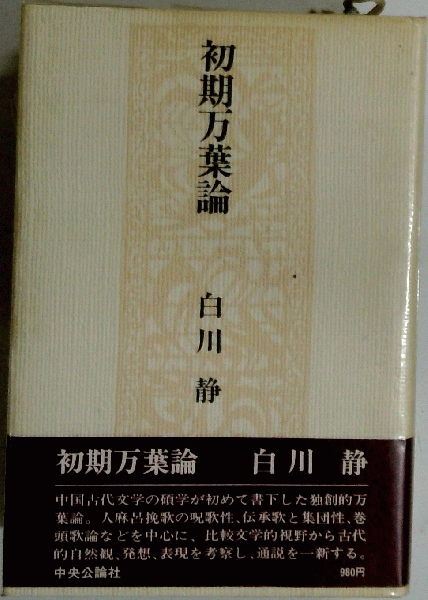 初期万葉論
白川静
初期万葉論　白川静
中国古代文学の碩学が初めて書下した独創的万
葉論。人麻呂挽歌の呪歌性、伝承歌と集団性、巻
頭歌論などを中心に、比較文学的視野から古代
的自然観、発想、表現を考察し、通説を一新する。
中央公論社　980円